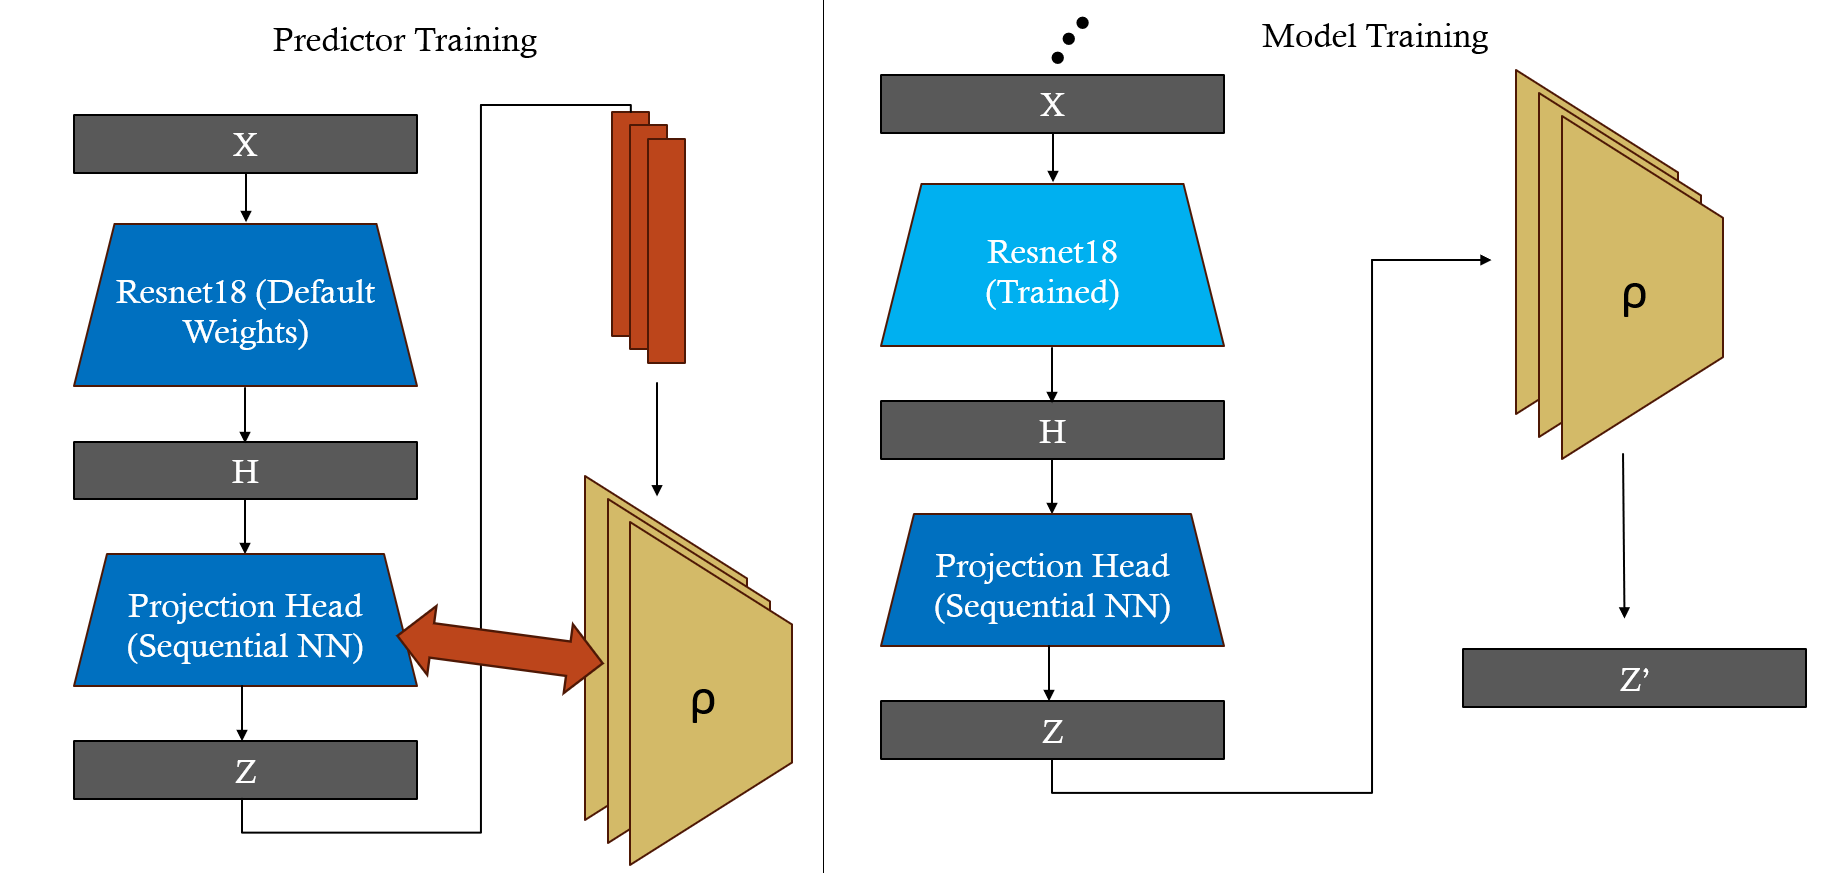 Predictor Training
X
Resnet18 (Default
Weights)
H
Projection Head
(Sequential NN)
Z
ρ
Model Training
X
Resnet18
(Trained)
H
Projection Head
(Sequential NN)
Z
ρ
Z’